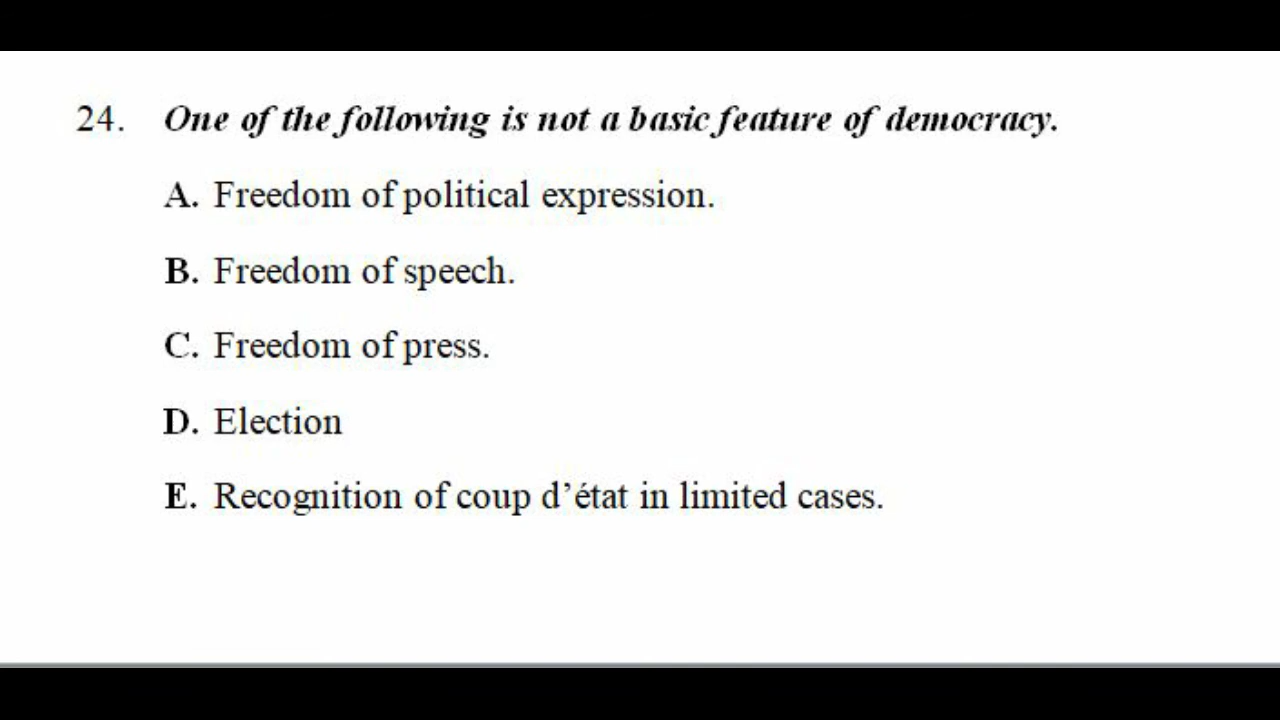 24. One of the following is not a basic feature of democracy.
A. Freedom of political expression.
B. Freedom of speech.
C. Freedom of press.
D. Election
E. Recognition of coup d’état in limited cases.